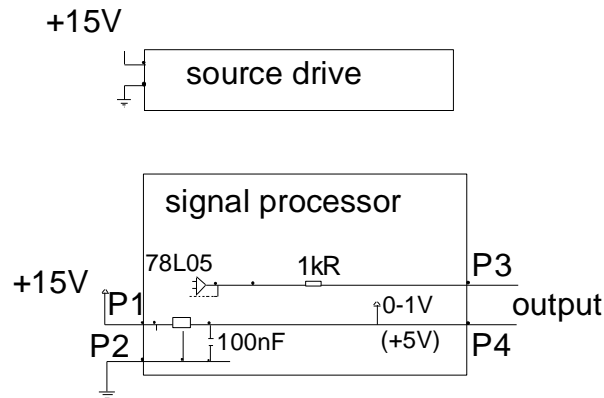 +15V
source drive
signal processor
78L05
1kR
P3
+15V
0-1V
output
P1
P2
100nF
(+5V)
P4